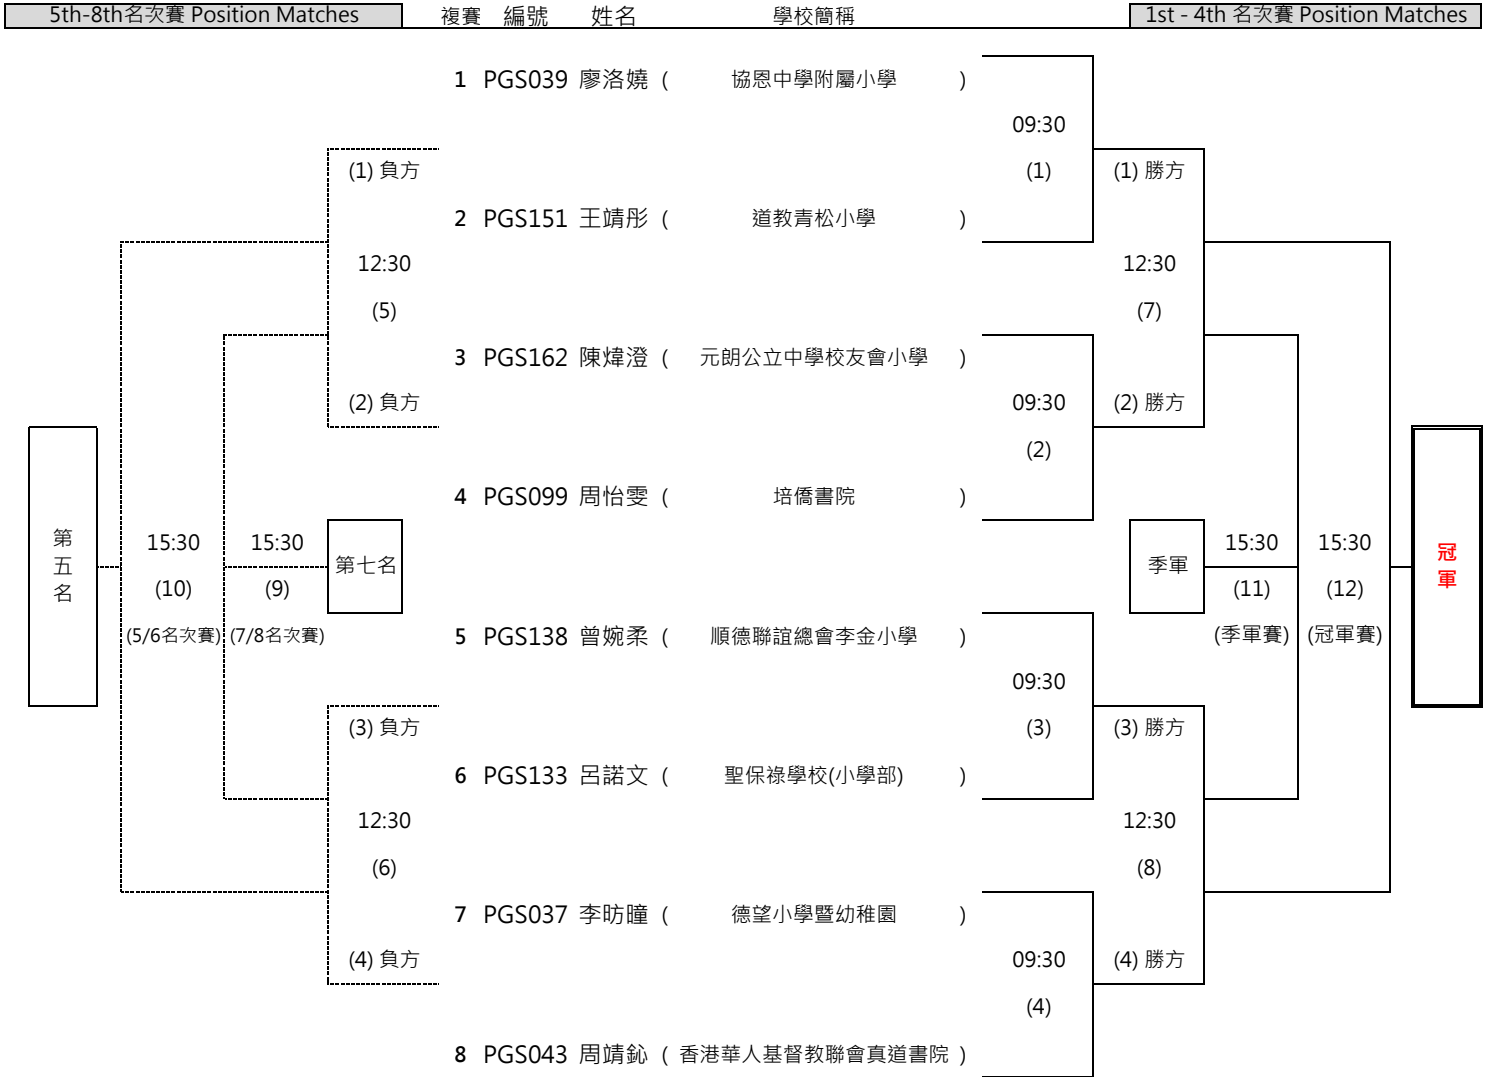 5th-8th名次賽 Position Matches 複賽 編號 姓名 學校簡稱 1st - 4th 名次賽 Position Matches
1 PGS039 廖洛嬈 ( 協恩中學附屬小學 )
09:30
(1) 負方 (1) (1) 勝方
2 PGS151 王靖彤 ( 道教青松小學 )
12:30 12:30
(5) (7)
3 PGS162 陳煒澄 ( 元朗公立中學校友會小學 )
(2) 負方 09:30 (2) 勝方
(2)
4 PGS099 周怡雯 ( 培僑書院 )
第五名 15:30 15:30 第七名 季軍 15:30 15:30 冠軍
(10) (9) (11) (12)
(5/6名次賽) (7/8名次賽) 5 PGS138 曾婉柔 ( 順德聯誼總會李金小學 ) (季軍賽) (冠軍賽)
09:30
(3) 負方 (3) (3) 勝方
6 PGS133 呂諾文 ( 聖保祿學校(小學部) )
12:30 12:30
(6) (8)
7 PGS037 李昉曈 ( 德望小學暨幼稚園 )
(4) 負方 09:30 (4) 勝方
(4)
8 PGS043 周靖鈊 ( 香港華人基督教聯會真道書院 )